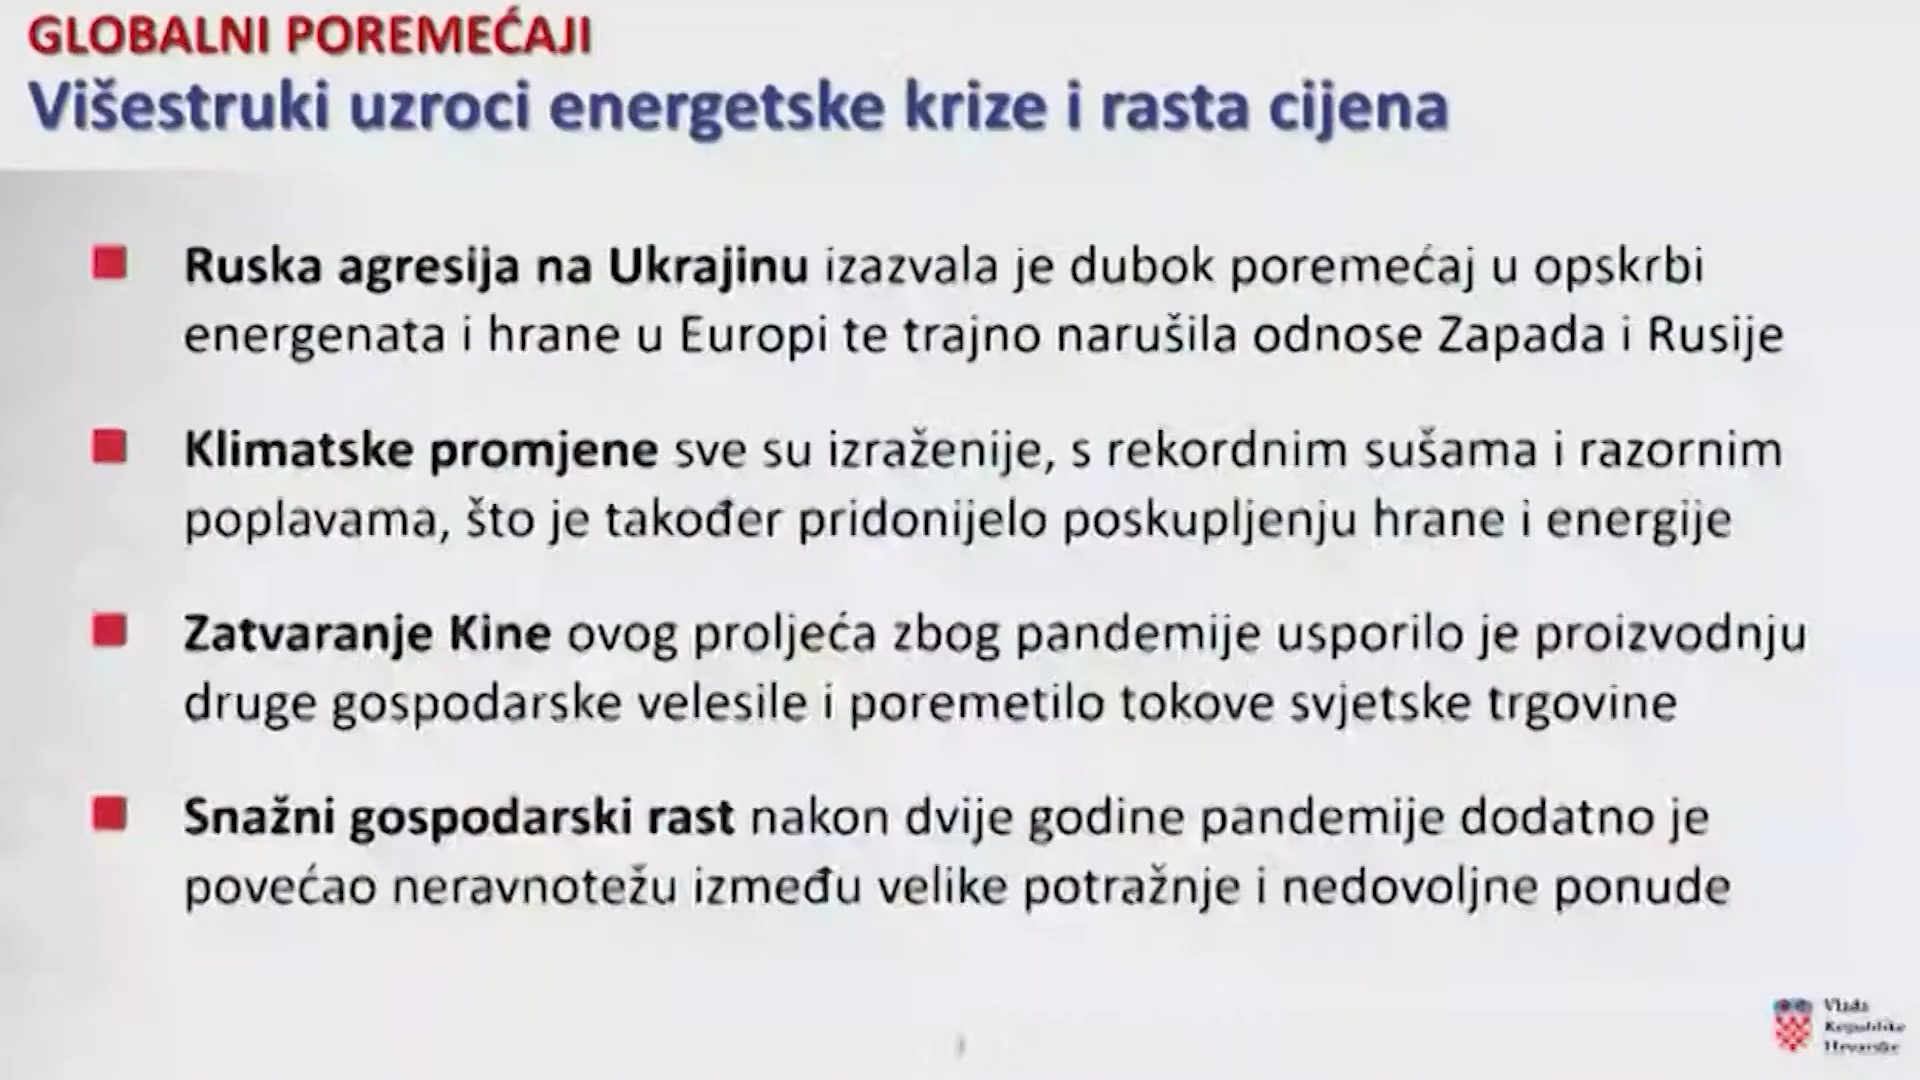 GLOBALNI POREMEĆAJI
Višestruki uzroci energetske krize i rasta cijena
Ruska agresija na Ukrajinu izazvala je dubok poremećaj u opskrbi
energenata i hrane u Europi te trajno narušila odnose Zapada i Rusije
Klimatske promjene sve su izraženije, s rekordnim sušama i razornim
poplavama, što je također pridonijelo poskupljenju hrane i energije
Zatvaranje Kine ovog proljeća zbog pandemije usporilo je proizvodnju
druge gospodarske velesile i poremetilo tokove svjetske trgovine
Snažni gospodarski rast nakon dvije godine pandemije dodatno je
povećao neravnotežu između velike potražnje i nedovoljne ponude
Vlada
Republike
Hrvatske